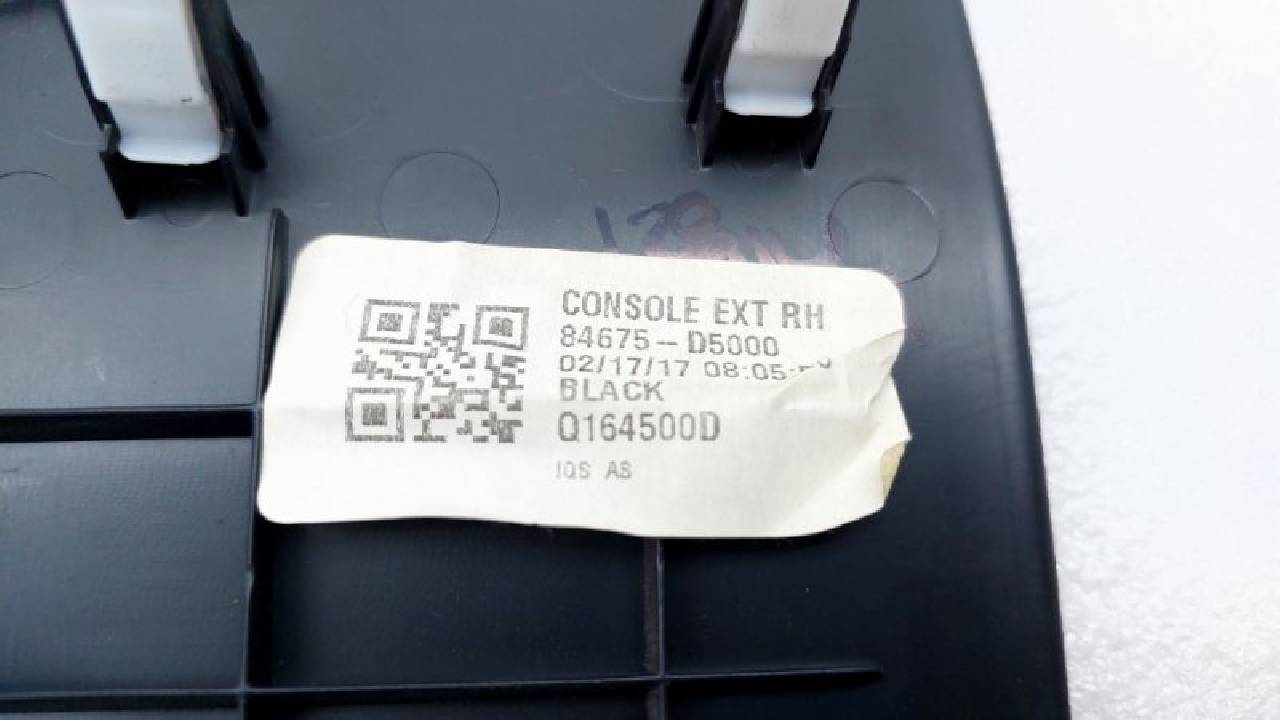 CONSOLE EXT RH
84675-D5000
02/17/17 08:05
BLACK
Q164500D
IQS AS